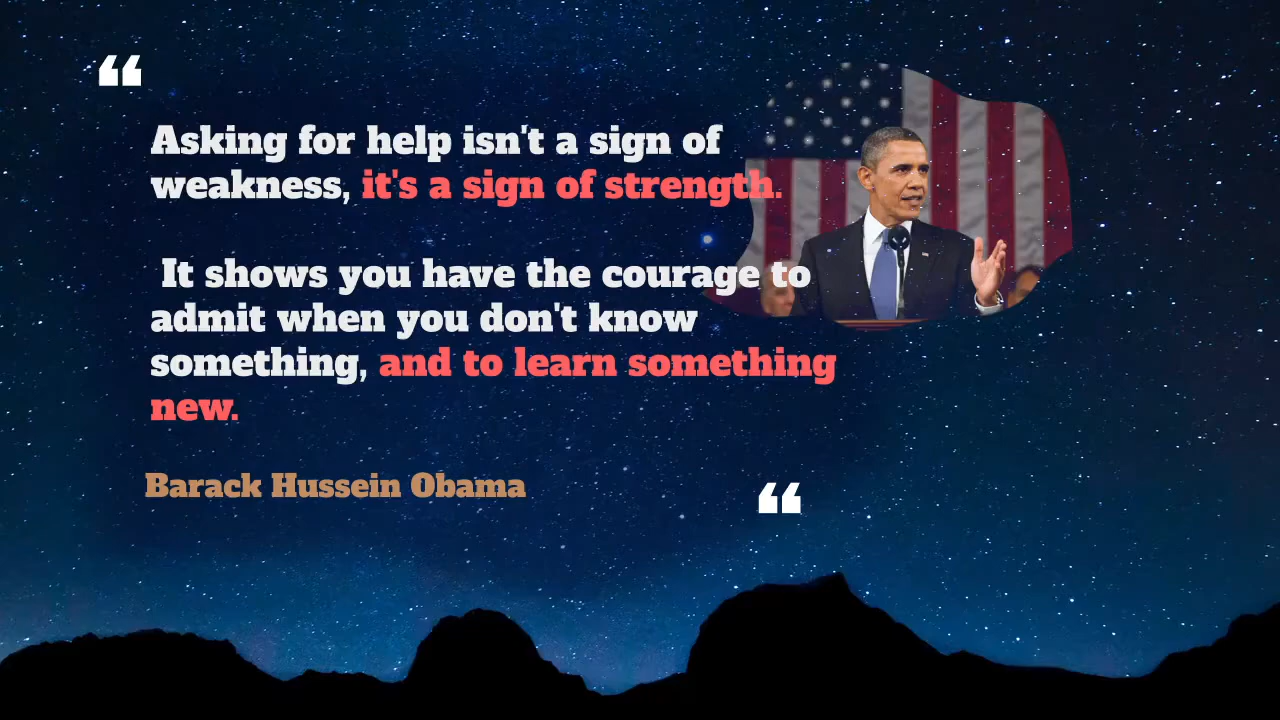 ❝
Asking for help isn't a sign of
weakness, it's a sign of strength.
It shows you have the courage to
admit when you don't know
something, and to learn something
new.
Barack Hussein Obama
❝